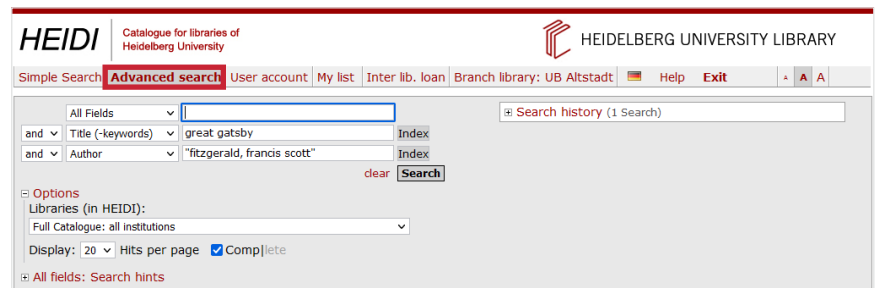 HEIDI
Catalogue for libraries of
Heidelberg University
HEIDELBERG UNIVERSITY LIBRARY
Simple Search Advanced search User account My list Inter lib. loan Branch library: UB Altstadt Help Exit A A A
All Fields
Search history (1 Search)
and Title (-keywords) great gatsby Index
and Author "fitzgerald, francis scott" Index
clear Search
Options
Libraries (in HEIDI):
Full Catalogue: all institutions
Display: 20 Hits per page Comp|lete
All fields: Search hints